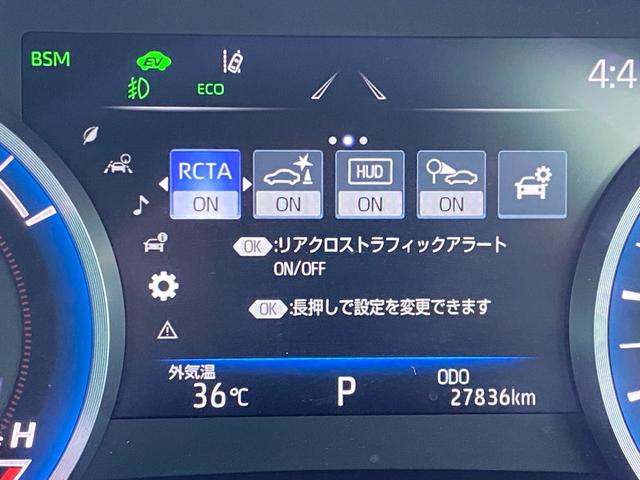 BSM
EV
ECO
4:4
RCTA
HUD
ON
ON
ON
ON
OK :リアクロストラフィックアラート
ON/OFF
OK :長押しで設定を変更できます
外気温
36℃
P
ODO
27836km
H